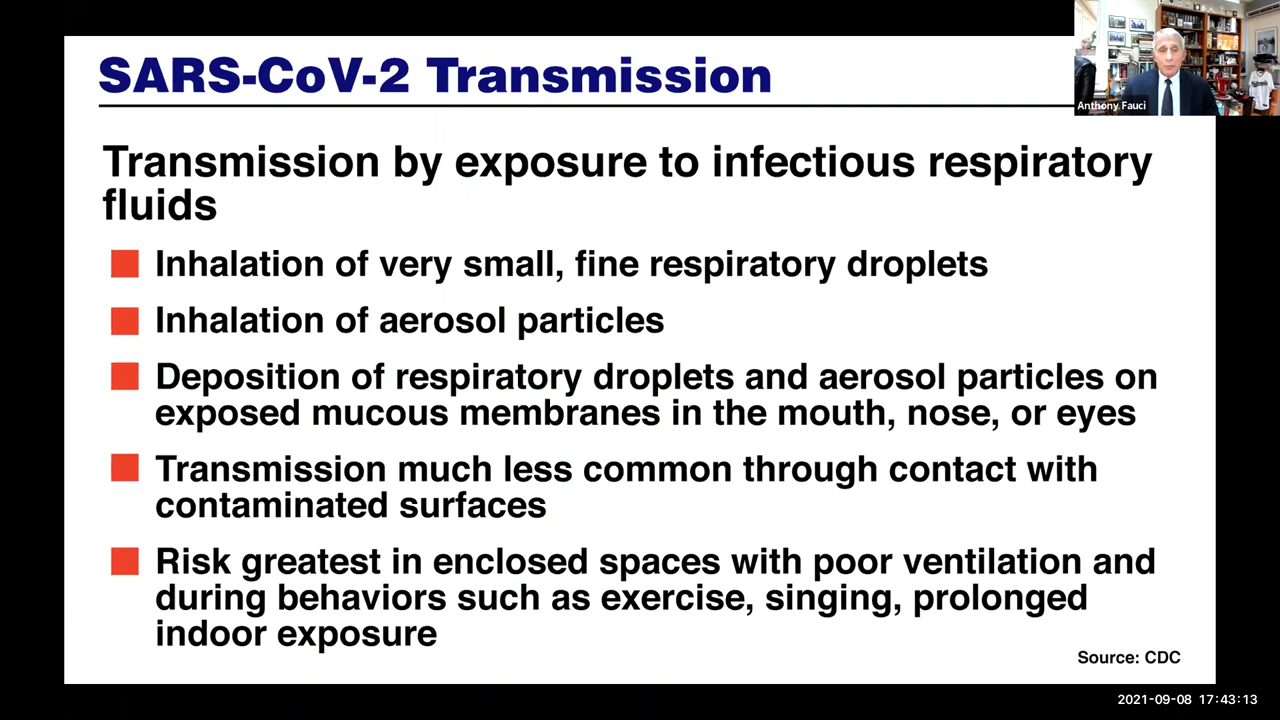 SARS-CoV-2 Transmission
Anthony Fauci
Transmission by exposure to infectious respiratory
fluids
Inhalation of very small, fine respiratory droplets
Inhalation of aerosol particles
Deposition of respiratory droplets and aerosol particles on
exposed mucous membranes in the mouth, nose, or eyes
Transmission much less common through contact with
contaminated surfaces
Risk greatest in enclosed spaces with poor ventilation and
during behaviors such as exercise, singing, prolonged
indoor exposure
Source: CDC
2021-09-08 17:43:13